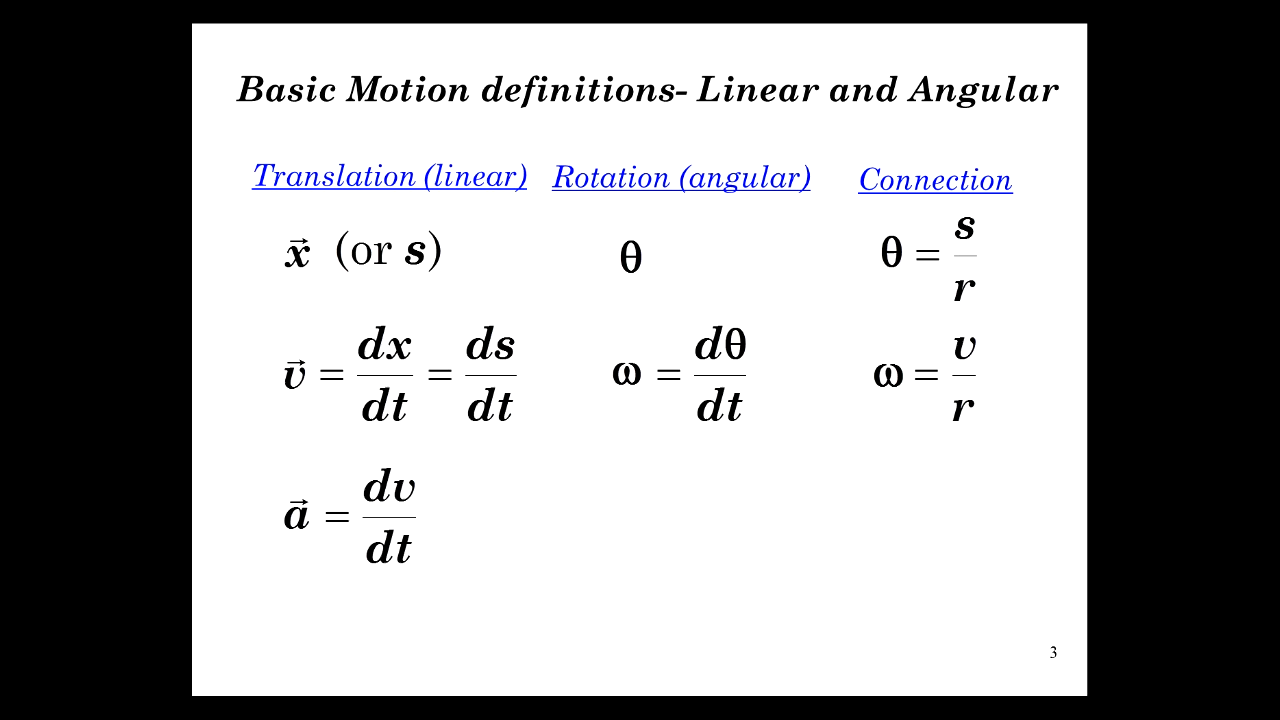 Basic Motion definitions- Linear and Angular
Translation (linear) Rotation (angular) Connection
x⃗ (or s) θ θ = s/r
v⃗ = dx/dt = ds/dt ω = dθ/dt ω = v/r
a⃗ = dv/dt
3